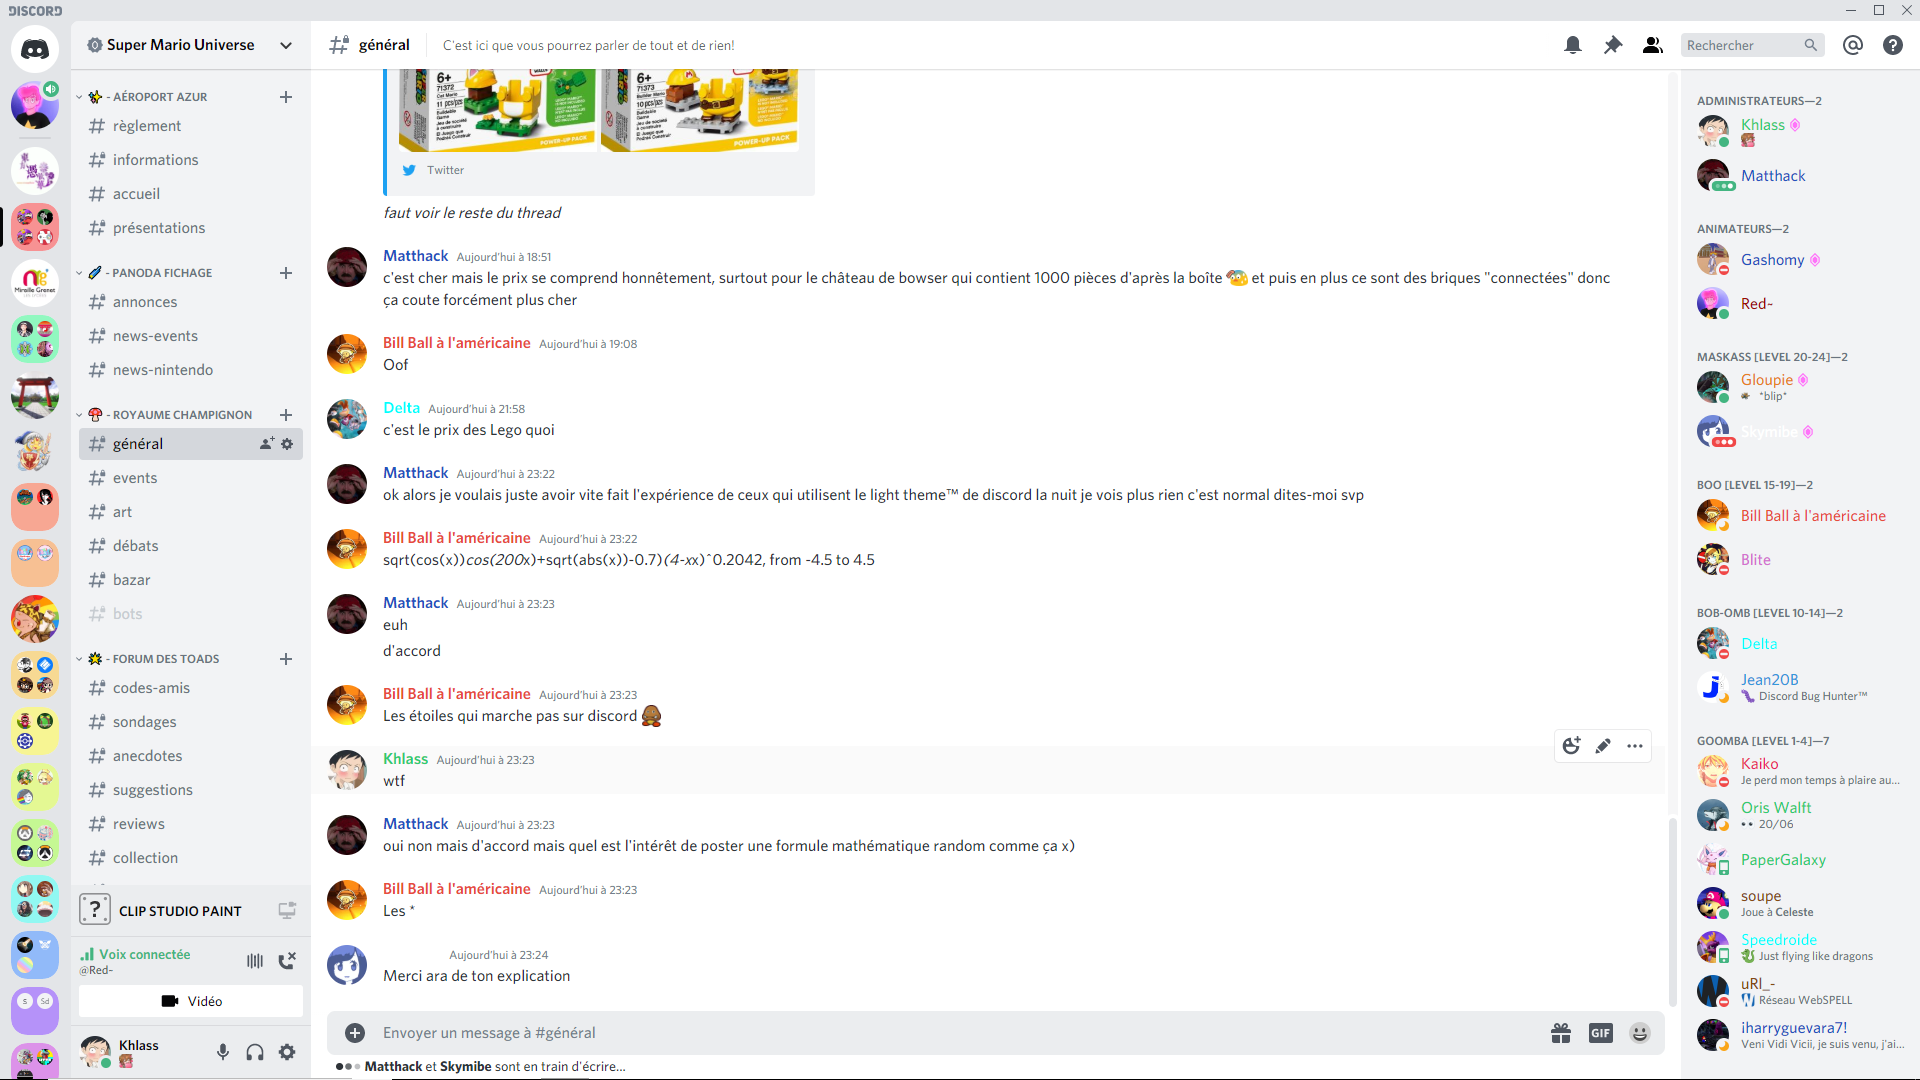 DISCORD
Super Mario Universe
- AÉROPORT AZUR
règlement
informations
accueil
présentations
- PANODA FICHAGE
annonces
news-events
news-nintendo
- ROYAUME CHAMPIGNON
général
events
art
débats
bazar
bots
- FORUM DES TOADS
codes-amis
sondages
anecdotes
suggestions
reviews
collection
CLIP STUDIO PAINT
Voix connectée
@Red~
Vidéo
Khlass
général
C'est ici que vous pourrez parler de tout et de rien!
Rechercher
6+
71372
11 pcs/pzs
POWER-UP PACK
6+
71373
10 pcs/pzs
POWER-UP PACK
Twitter
faut voir le reste du thread
Matthack Aujourd'hui à 18:51
c'est cher mais le prix se comprend honnêtement, surtout pour le château de bowser qui contient 1000 pièces d'après la boîte et puis en plus ce sont des briques "connectées" donc
ça coute forcément plus cher
Bill Ball à l'américaine Aujourd'hui à 19:08
Oof
Delta Aujourd'hui à 21:58
c'est le prix des Lego quoi
Matthack Aujourd'hui à 23:22
ok alors je voulais juste avoir vite fait l'expérience de ceux qui utilisent le light theme™ de discord la nuit je vois plus rien c'est normal dites-moi svp
Bill Ball à l'américaine Aujourd'hui à 23:22
sqrt(cos(x))cos(200x)+sqrt(abs(x))-0.7)(4-xx)^0.2042, from -4.5 to 4.5
Matthack Aujourd'hui à 23:23
euh
d'accord
Bill Ball à l'américaine Aujourd'hui à 23:23
Les étoiles qui marche pas sur discord
Khlass Aujourd'hui à 23:23
wtf
Matthack Aujourd'hui à 23:23
oui non mais d'accord mais quel est l'intérêt de poster une formule mathématique random comme ça x)
Bill Ball à l'américaine Aujourd'hui à 23:23
Les *
Aujourd'hui à 23:24
Merci ara de ton explication
Envoyer un message à #général
GIF
Matthack et Skymibe sont en train d'écrire...
ADMINISTRATEURS—2
Khlass
Matthack
ANIMATEURS—2
Gashomy
Red~
MASKASS [LEVEL 20-24]—2
Gloupie
*blip*
Skymibe
BOO [LEVEL 15-19]—2
Bill Ball à l'américaine
Blite
BOB-OMB [LEVEL 10-14]—2
Delta
Jean20B
Discord Bug Hunter™
GOOMBA [LEVEL 1-4]—7
Kaiko
Je perd mon temps à plaire au...
Oris Walft
20/06
PaperGalaxy
soupe
Joue à Celeste
Speedroide
Just flying like dragons
uRl_-
Réseau WebSPELL
iharryguevara7!
Veni Vidi Vicii, je suis venu, j'ai...